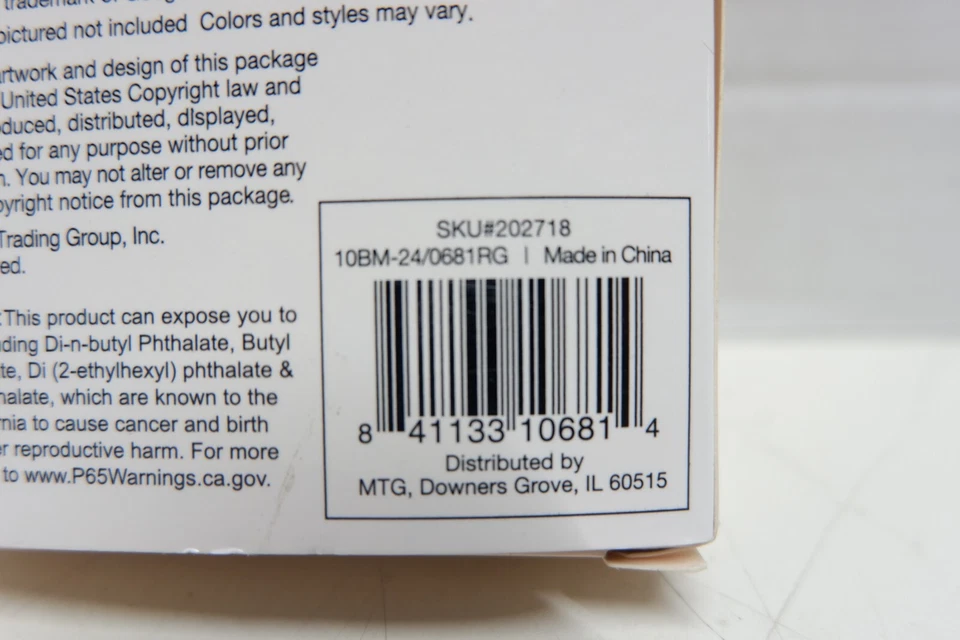 pictured not included Colors and styles may vary.
artwork and design of this package
United States Copyright law and
duced, distributed, dIsplayed,
ed for any purpose without prior
n. You may not alter or remove any
pyright notice from this package.
Trading Group, Inc.
ed.
This product can expose you to
ding Di-n-butyl Phthalate, Butyl
te, Di (2-ethylhexyl) phthalate &
halate, which are known to the
rnia to cause cancer and birth
er reproductive harm. For more
to www.P65Warnings.ca.gov.
SKU#202718
10BM-24/0681RG | Made in China
8 41133 10681 4
Distributed by
MTG, Downers Grove, IL 60515